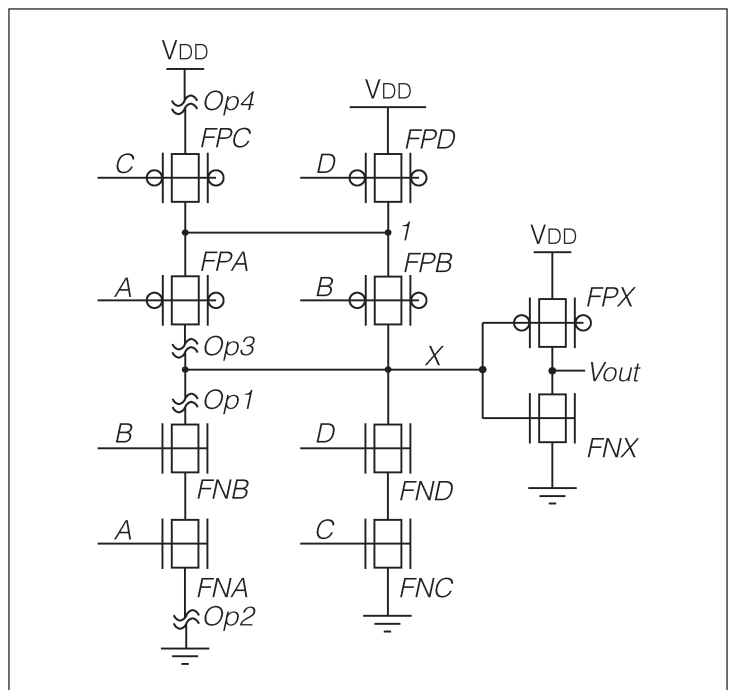 VDD
Op4
VDD
FPC
FPD
C
D
1
VDD
FPA
FPB
A
B
FPX
Op3
X
Vout
Op1
B
D
FNX
FNB
FND
A
C
FNA
FNC
Op2